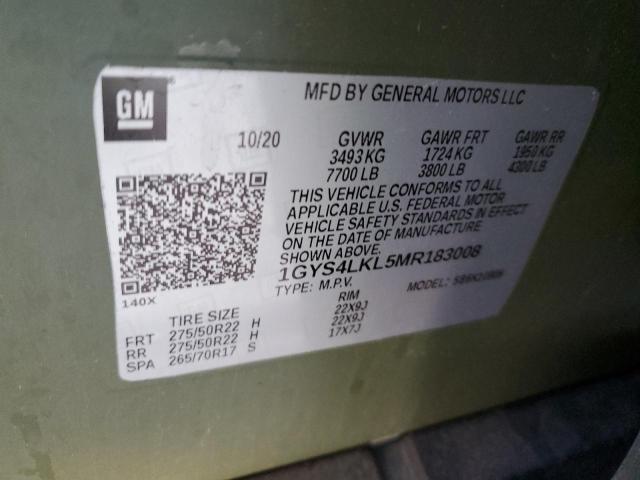 GM
MFD BY GENERAL MOTORS LLC
10/20 GVWR GAWR FRT GAWR RR
3493 KG 1724 KG 1950 KG
7700 LB 3800 LB 4300 LB
THIS VEHICLE CONFORMS TO ALL
APPLICABLE U.S. FEDERAL MOTOR
VEHICLE SAFETY STANDARDS IN EFFECT
ON THE DATE OF MANUFACTURE
SHOWN ABOVE.
1GYS4LKL5MR183008
TYPE: M.P.V. MODEL:
140X
TIRE SIZE RIM
FRT 275/50R22 H 22X9J
RR 275/50R22 H 22X9J
SPA 265/70R17 S 17X7J